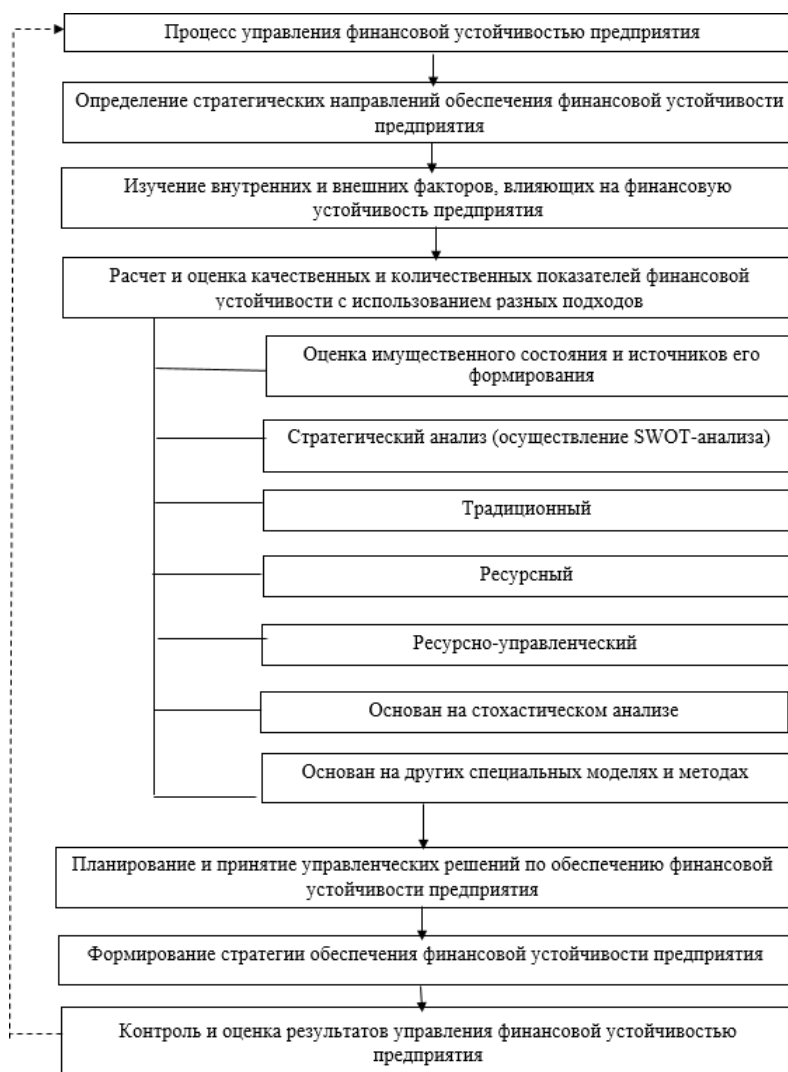 Процесс управления финансовой устойчивостью предприятия
Определение стратегических направлений обеспечения финансовой устойчивости
предприятия
Изучение внутренних и внешних факторов, влияющих на финансовую
устойчивость предприятия
Расчет и оценка качественных и количественных показателей финансовой
устойчивости с использованием разных подходов
Оценка имущественного состояния и источников его
формирования
Стратегический анализ (осуществление SWOT-анализа)
Традиционный
Ресурсный
Ресурсно-управленческий
Основан на стохастическом анализе
Основан на других специальных моделях и методах
Планирование и принятие управленческих решений по обеспечению финансовой
устойчивости предприятия
Формирование стратегии обеспечения финансовой устойчивости предприятия
Контроль и оценка результатов управления финансовой устойчивостью
предприятия